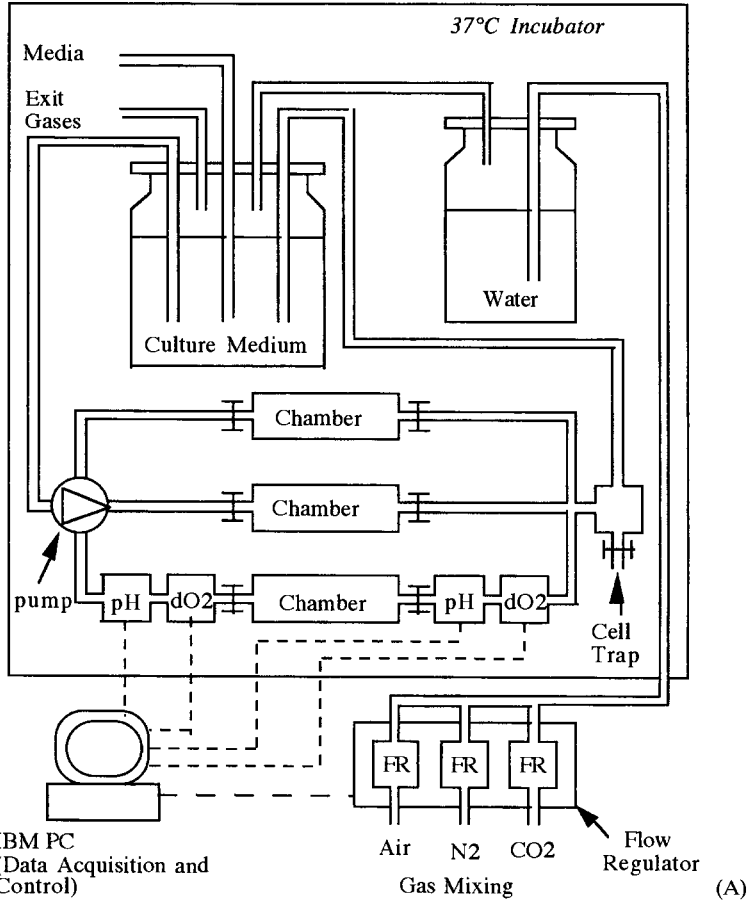 37°C Incubator
Media
Exit
Gases
Culture Medium
Water
Chamber
Chamber
pump
pH
dO2
Chamber
pH
dO2
Cell
Trap
FR
FR
FR
IBM PC
(Data Acquisition and
Control)
Air
N2
CO2
Gas Mixing
Flow
Regulator
(A)